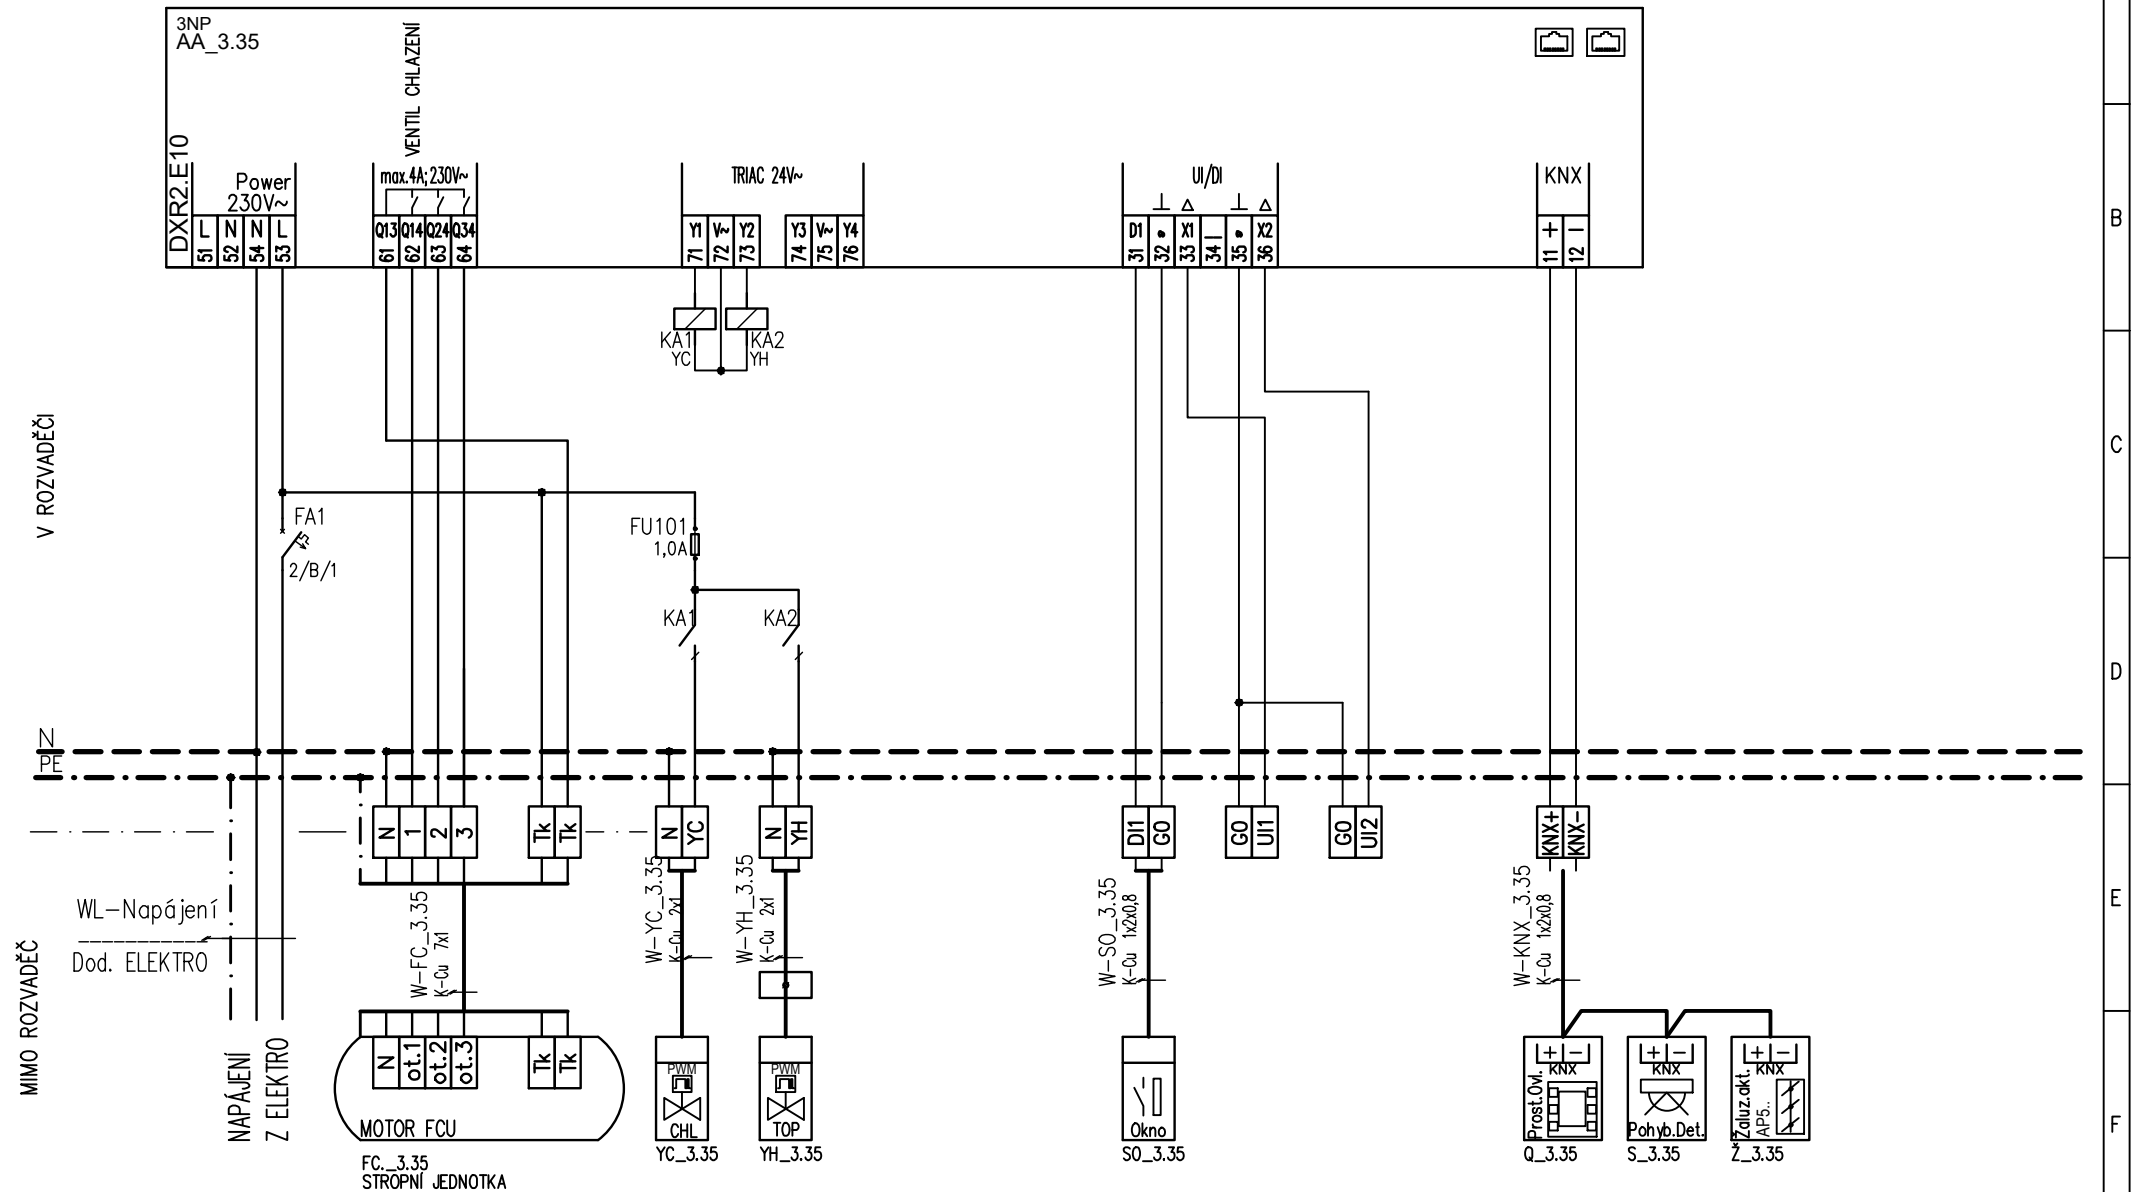 3NP
AA_3.35
DXR2.E10
VENTIL CHLAZENÍ
Power
230V~
max.4A;230V~
TRIAC 24V~
UI/DI
KNX
L N N L
51 52 54 53
Q13 Q14 Q24 Q34
61 62 63 64
Y1 V~ Y2
71 72 73
Y3 V~ Y4
74 75 76
D1 X1 X2
31 32 33 34 35 36
+ −
11 12
B
KA1
YC
KA2
YH
V ROZVADĚČI
C
FA1
2/B/1
FU101
1,0A
KA1
KA2
D
N
PE
N 1 2 3
Tk Tk
N YC
N YH
DI1 G0
G0 UI1
G0 UI2
KNX+ KNX-
E
WL-Napájení
Dod. ELEKTRO
W-FC_3.35
K-Cu 7x1
W-YC_3.35
K-Cu 2x1
W-YH_3.35
K-Cu 2x1
W-SO_3.35
K-Cu 1x2x0,8
W-KNX_3.35
K-Cu 1x2x0,8
MIMO ROZVADĚČ
NAPÁJENÍ
Z ELEKTRO
N ot.1 ot.2 ot.3
Tk Tk
MOTOR FCU
FC._3.35
STROPNÍ JEDNOTKA
PWM
CHL
YC_3.35
PWM
TOP
YH_3.35
Okno
SO_3.35
+ −
KNX
Prost.Ovl.
Q_3.35
+ −
KNX
Pohyb.Det.
S_3.35
+ −
KNX
Žaluz.akt.
AP5..
Ž_3.35
F